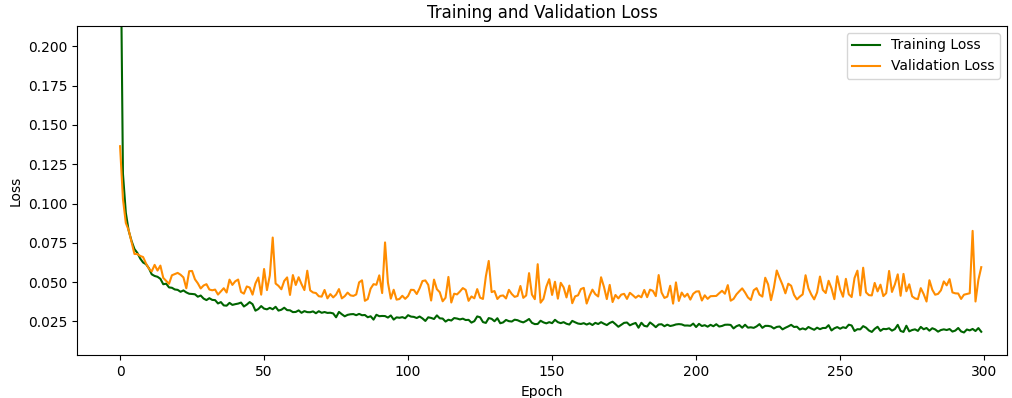 Training and Validation Loss
Training Loss
Validation Loss
Loss
0.200
0.175
0.150
0.125
0.100
0.075
0.050
0.025
0 50 100 150 200 250 300
Epoch